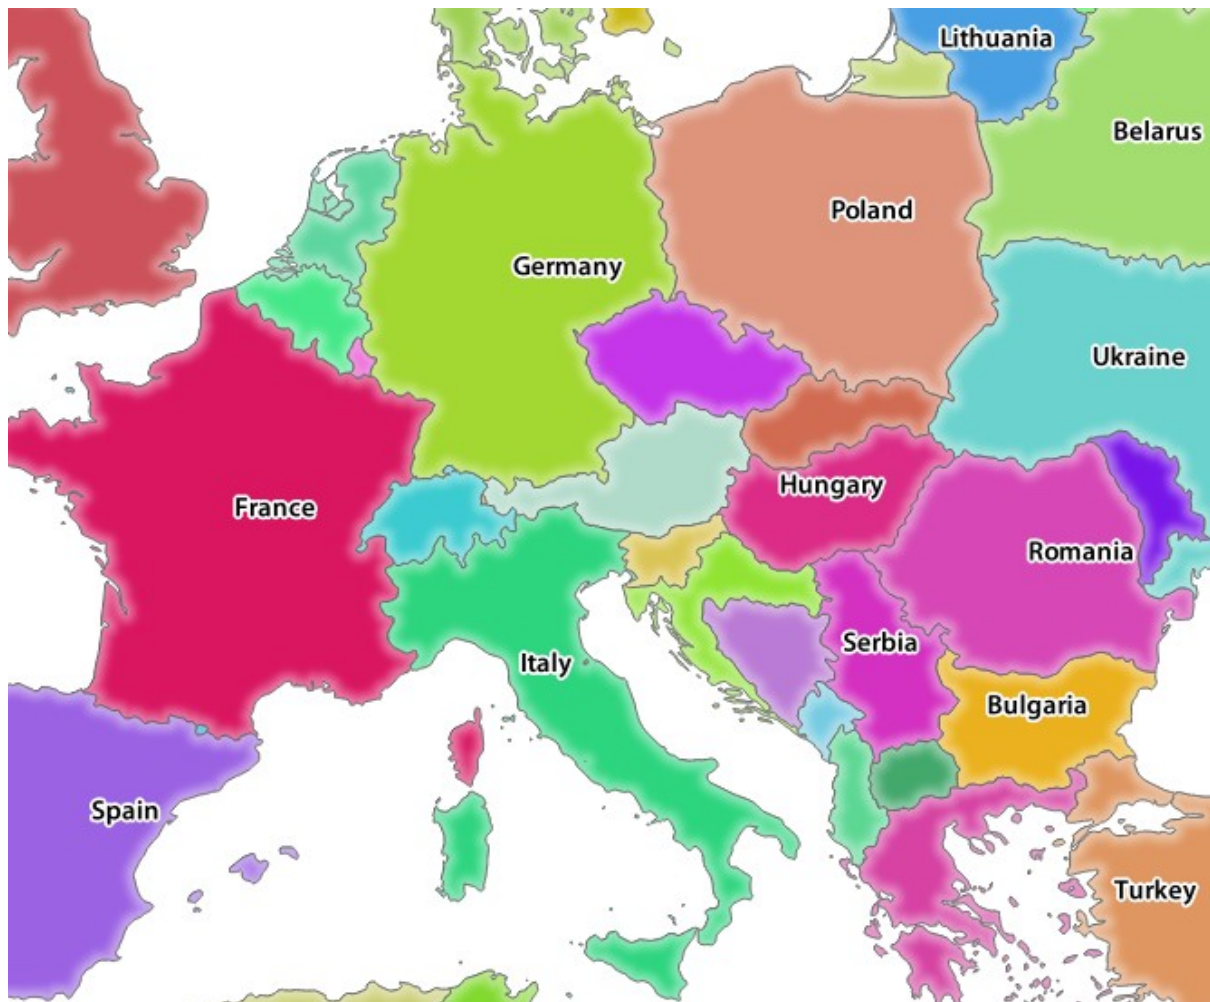 Lithuania
Belarus
Poland
Germany
Ukraine
Hungary
France
Romania
Serbia
Italy
Bulgaria
Spain
Turkey